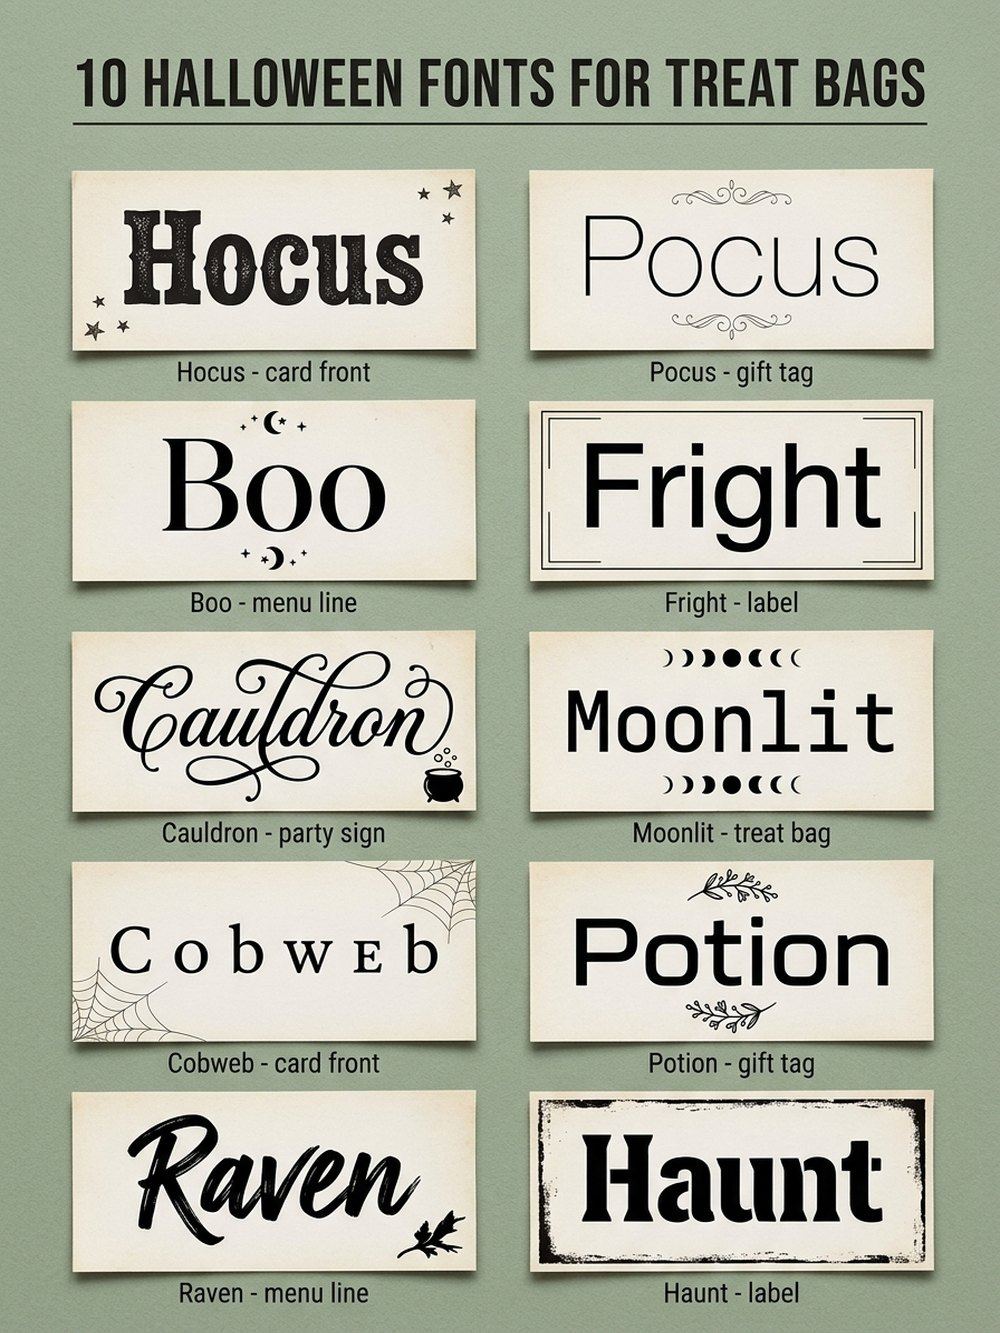 10 HALLOWEEN FONTS FOR TREAT BAGS
Hocus
Hocus - card front
Pocus
Pocus - gift tag
Boo
Boo - menu line
Fright
Fright - label
Cauldron
Cauldron - party sign
Moonlit
Moonlit - treat bag
CobwEb
Cobweb - card front
Potion
Potion - gift tag
Raven
Raven - menu line
Haunt
Haunt - label